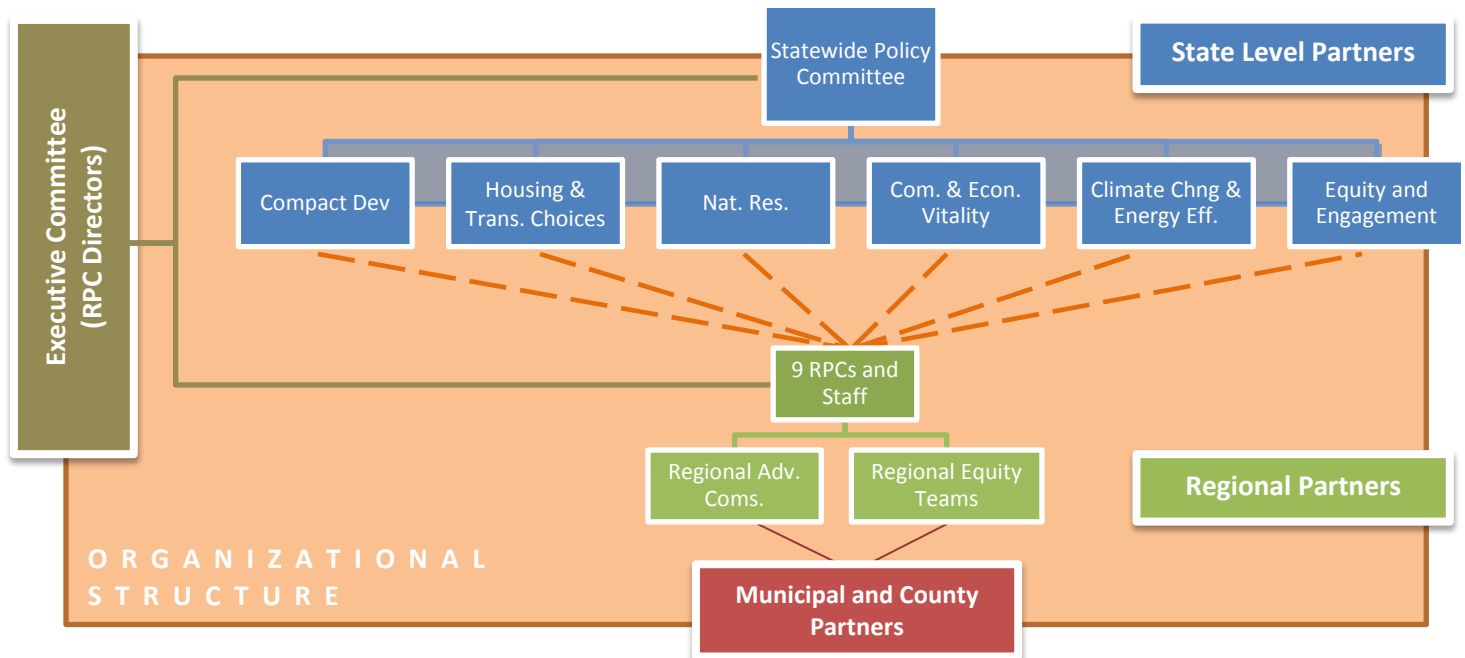 Executive Committee
(RPC Directors)
Statewide Policy
Committee
State Level Partners
Compact Dev
Housing &
Trans. Choices
Nat. Res.
Com. & Econ.
Vitality
Climate Chng &
Energy Eff.
Equity and
Engagement
9 RPCs and
Staff
Regional Adv.
Coms.
Regional Equity
Teams
Regional Partners
ORGANIZATIONAL
STRUCTURE
Municipal and County
Partners